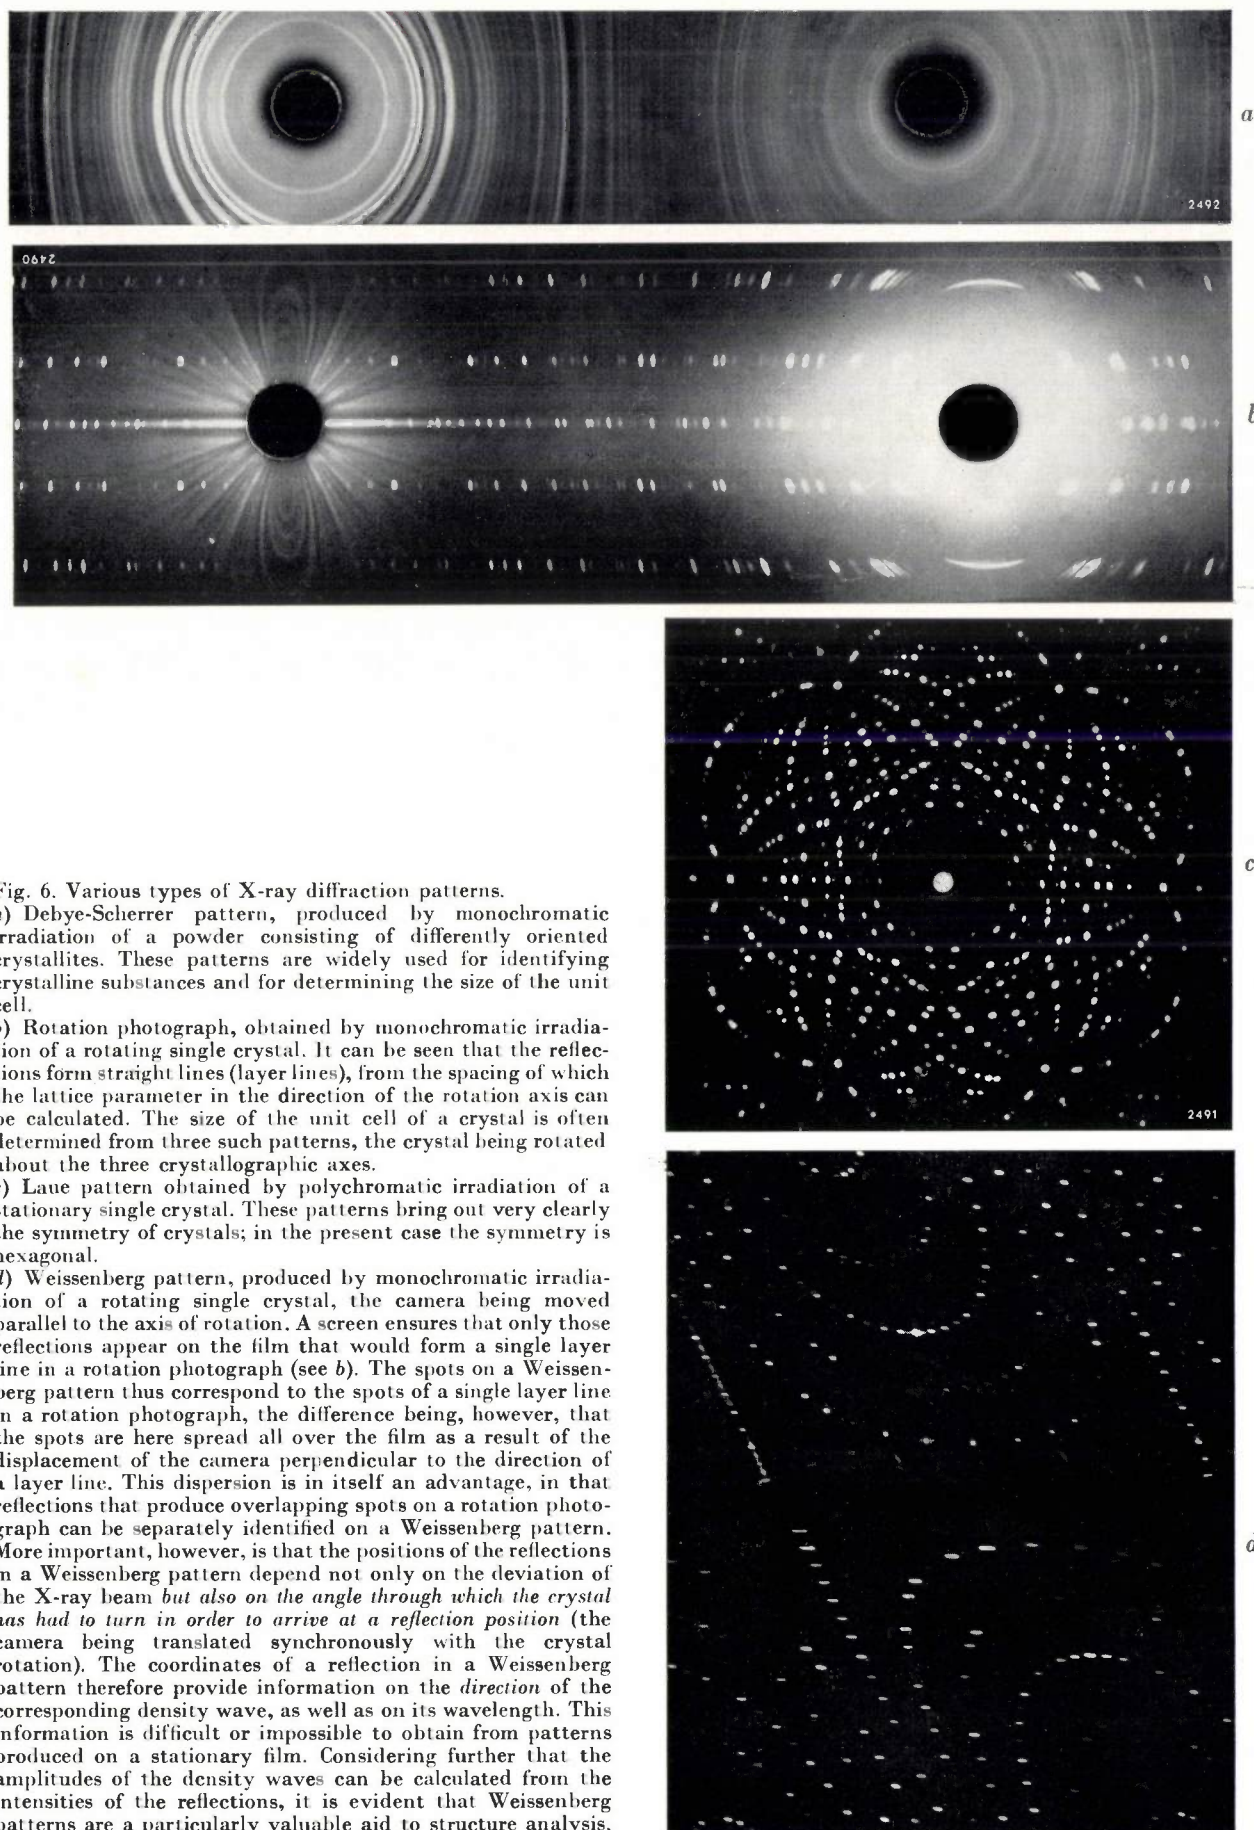 a
2492
2490
b
c
2491
d
Fig. 6. Various types of X-ray diffraction patterns.
a) Debye-Scherrer pattern, produced by monochromatic
irradiation of a powder consisting of differently oriented
crystallites. These patterns are widely used for identifying
crystalline substances and for determining the size of the unit
cell.
b) Rotation photograph, obtained by monochromatic irradia-
tion of a rotating single crystal. It can be seen that the reflec-
tions form straight lines (layer lines), from the spacing of which
the lattice parameter in the direction of the rotation axis can
be calculated. The size of the unit cell of a crystal is often
determined from three such patterns, the crystal being rotated
about the three crystallographic axes.
c) Laue pattern obtained by polychromatic irradiation of a
stationary single crystal. These patterns bring out very clearly
the symmetry of crystals; in the present case the symmetry is
hexagonal.
d) Weissenberg pattern, produced by monochromatic irradia-
tion of a rotating single crystal, the camera being moved
parallel to the axis of rotation. A screen ensures that only those
reflections appear on the film that would form a single layer
line in a rotation photograph (see b). The spots on a Weissen-
berg pattern thus correspond to the spots of a single layer line
in a rotation photograph, the difference being, however, that
the spots are here spread all over the film as a result of the
displacement of the camera perpendicular to the direction of
a layer line. This dispersion is in itself an advantage, in that
reflections that produce overlapping spots on a rotation photo-
graph can be separately identified on a Weissenberg pattern.
More important, however, is that the positions of the reflections
in a Weissenberg pattern depend not only on the deviation of
the X-ray beam but also on the angle through which the crystal
has had to turn in order to arrive at a reflection position (the
camera being translated synchronously with the crystal
rotation). The coordinates of a reflection in a Weissenberg
pattern therefore provide information on the direction of the
corresponding density wave, as well as on its wavelength. This
information is difficult or impossible to obtain from patterns
produced on a stationary film. Considering further that the
amplitudes of the density waves can be calculated from the
intensities of the reflections, it is evident that Weissenberg
patterns are a particularly valuable aid to structure analysis.